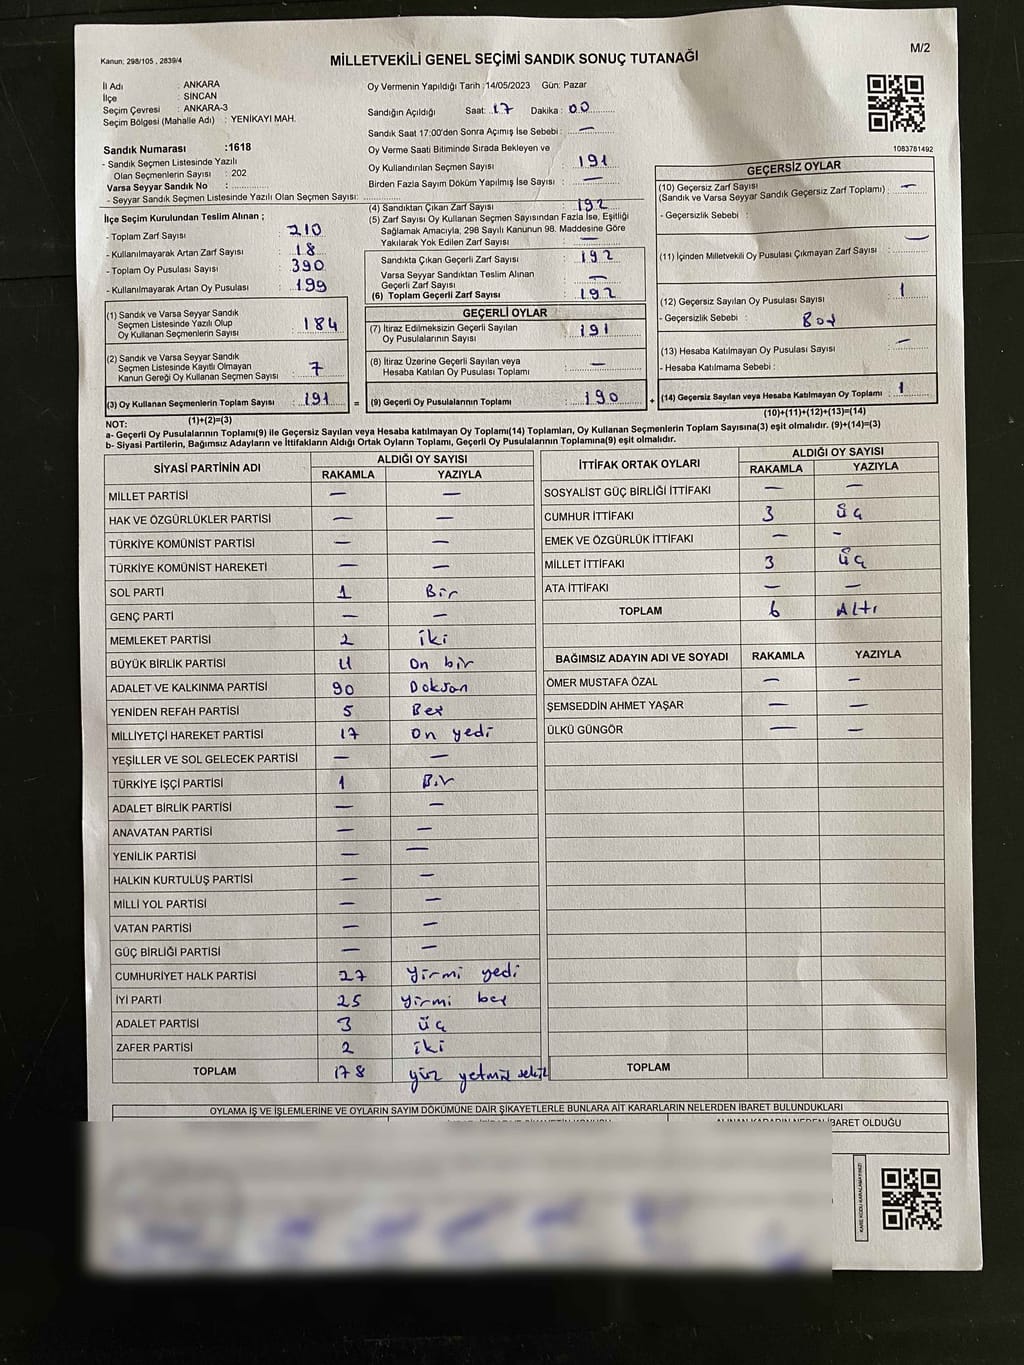 Kanun: 298/105 , 2839/4
MİLLETVEKİLİ GENEL SEÇİMİ SANDIK SONUÇ TUTANAĞI
M/2
İl Adı : ANKARA
İlçe : SİNCAN
Seçim Çevresi : ANKARA-3
Seçim Bölgesi (Mahalle Adı) : YENİKAYI MAH.
Oy Vermenin Yapıldığı Tarih :14/05/2023 Gün: Pazar
Sandığın Açıldığı Saat: 17 Dakika : 00
Sandık Saat 17:00'den Sonra Açımış İse Sebebi : —
Oy Verme Saati Bitiminde Sırada Bekleyen ve
Oy Kullandırılan Seçmen Sayısı : 191
Birden Fazla Sayım Döküm Yapılmış İse Sayısı : —
1083781492
Sandık Numarası :1618
- Sandık Seçmen Listesinde Yazılı
Olan Seçmenlerin Sayısı : 202
Varsa Seyyar Sandık No :
- Seyyar Sandık Seçmen Listesinde Yazılı Olan Seçmen Sayısı:
İlçe Seçim Kurulundan Teslim Alınan ;
- Toplam Zarf Sayısı : 210
- Kullanılmayarak Artan Zarf Sayısı : 18
- Toplam Oy Pusulası Sayısı : 390
- Kullanılmayarak Artan Oy Pusulası : 199
(1) Sandık ve Varsa Seyyar Sandık
Seçmen Listesinde Yazılı Olup
Oy Kullanan Seçmenlerin Sayısı : 184
(2) Sandık ve Varsa Seyyar Sandık
Seçmen Listesinde Kayıtlı Olmayan
Kanun Gereği Oy Kullanan Seçmen Sayısı : 7
(3) Oy Kullanan Seçmenlerin Toplam Sayısı : 191
(1)+(2)=(3)
(4) Sandıktan Çıkan Zarf Sayısı : 192
(5) Zarf Sayısı Oy Kullanan Seçmen Sayısından Fazla İse, Eşitliği
Sağlamak Amacıyla, 298 Sayılı Kanunun 98. Maddesine Göre
Yakılarak Yok Edilen Zarf Sayısı : —
Sandıkta Çıkan Geçerli Zarf Sayısı : 192
Varsa Seyyar Sandıktan Teslim Alınan
Geçerli Zarf Sayısı : —
(6) Toplam Geçerli Zarf Sayısı : 192
GEÇERLİ OYLAR
(7) İtiraz Edilmeksizin Geçerli Sayılan
Oy Pusulalarının Sayısı : 191
(8) İtiraz Üzerine Geçerli Sayılan veya
Hesaba Katılan Oy Pusulası Toplamı : —
= (9) Geçerli Oy Pusulalarının Toplamı : 190
GEÇERSİZ OYLAR
(10) Geçersiz Zarf Sayısı : —
(Sandık ve Varsa Seyyar Sandık Geçersiz Zarf Toplamı)
- Geçersizlik Sebebi :
(11) İçinden Milletvekili Oy Pusulası Çıkmayan Zarf Sayısı : —
(12) Geçersiz Sayılan Oy Pusulası Sayısı : 1
- Geçersizlik Sebebi : Boş
(13) Hesaba Katılmayan Oy Pusulası Sayısı : —
- Hesaba Katılmama Sebebi :
+ (14) Geçersiz Sayılan veya Hesaba Katılmayan Oy Toplamı : 1
(10)+(11)+(12)+(13)=(14)
NOT:
a- Geçerli Oy Pusulalarının Toplamı(9) ile Geçersiz Sayılan veya Hesaba katılmayan Oy Toplamı(14) Toplamları, Oy Kullanan Seçmenlerin Toplam Sayısına(3) eşit olmalıdır. (9)+(14)=(3)
b- Siyasi Partilerin, Bağımsız Adayların ve İttifakların Aldığı Ortak Oyların Toplamı, Geçerli Oy Pusulalarının Toplamına(9) eşit olmalıdır.
SİYASİ PARTİNİN ADI ALDIĞI OY SAYISI
RAKAMLA YAZIYLA
MİLLET PARTİSİ — —
HAK VE ÖZGÜRLÜKLER PARTİSİ — —
TÜRKİYE KOMÜNİST PARTİSİ — —
TÜRKİYE KOMÜNİST HAREKETİ — —
SOL PARTİ 1 Bir
GENÇ PARTİ — —
MEMLEKET PARTİSİ 2 iki
BÜYÜK BİRLİK PARTİSİ 11 On bir
ADALET VE KALKINMA PARTİSİ 90 Doksan
YENİDEN REFAH PARTİSİ 5 Beş
MİLLİYETÇİ HAREKET PARTİSİ 17 On yedi
YEŞİLLER VE SOL GELECEK PARTİSİ — —
TÜRKİYE İŞÇİ PARTİSİ 1 Bir
ADALET BİRLİK PARTİSİ — —
ANAVATAN PARTİSİ — —
YENİLİK PARTİSİ — —
HALKIN KURTULUŞ PARTİSİ — —
MİLLİ YOL PARTİSİ — —
VATAN PARTİSİ — —
GÜÇ BİRLİĞİ PARTİSİ — —
CUMHURİYET HALK PARTİSİ 27 Yirmi yedi
İYİ PARTİ 25 Yirmi beş
ADALET PARTİSİ 3 üç
ZAFER PARTİSİ 2 iki
TOPLAM 178 yüz yetmiş sekiz
İTTİFAK ORTAK OYLARI ALDIĞI OY SAYISI
RAKAMLA YAZIYLA
SOSYALİST GÜÇ BİRLİĞİ İTTİFAKI — —
CUMHUR İTTİFAKI 3 üç
EMEK VE ÖZGÜRLÜK İTTİFAKI — -
MİLLET İTTİFAKI 3 üç
ATA İTTİFAKI — —
TOPLAM 6 Altı
BAĞIMSIZ ADAYIN ADI VE SOYADI RAKAMLA YAZIYLA
ÖMER MUSTAFA ÖZAL — —
ŞEMSEDDİN AHMET YAŞAR — —
ÜLKÜ GÜNGÖR — —
TOPLAM
OYLAMA İŞ VE İŞLEMLERİNE VE OYLARIN SAYIM DÖKÜMÜNE DAİR ŞİKAYETLERLE BUNLARA AİT KARARLARIN NELERDEN İBARET BULUNDUKLARI
İBARET OLDUĞU